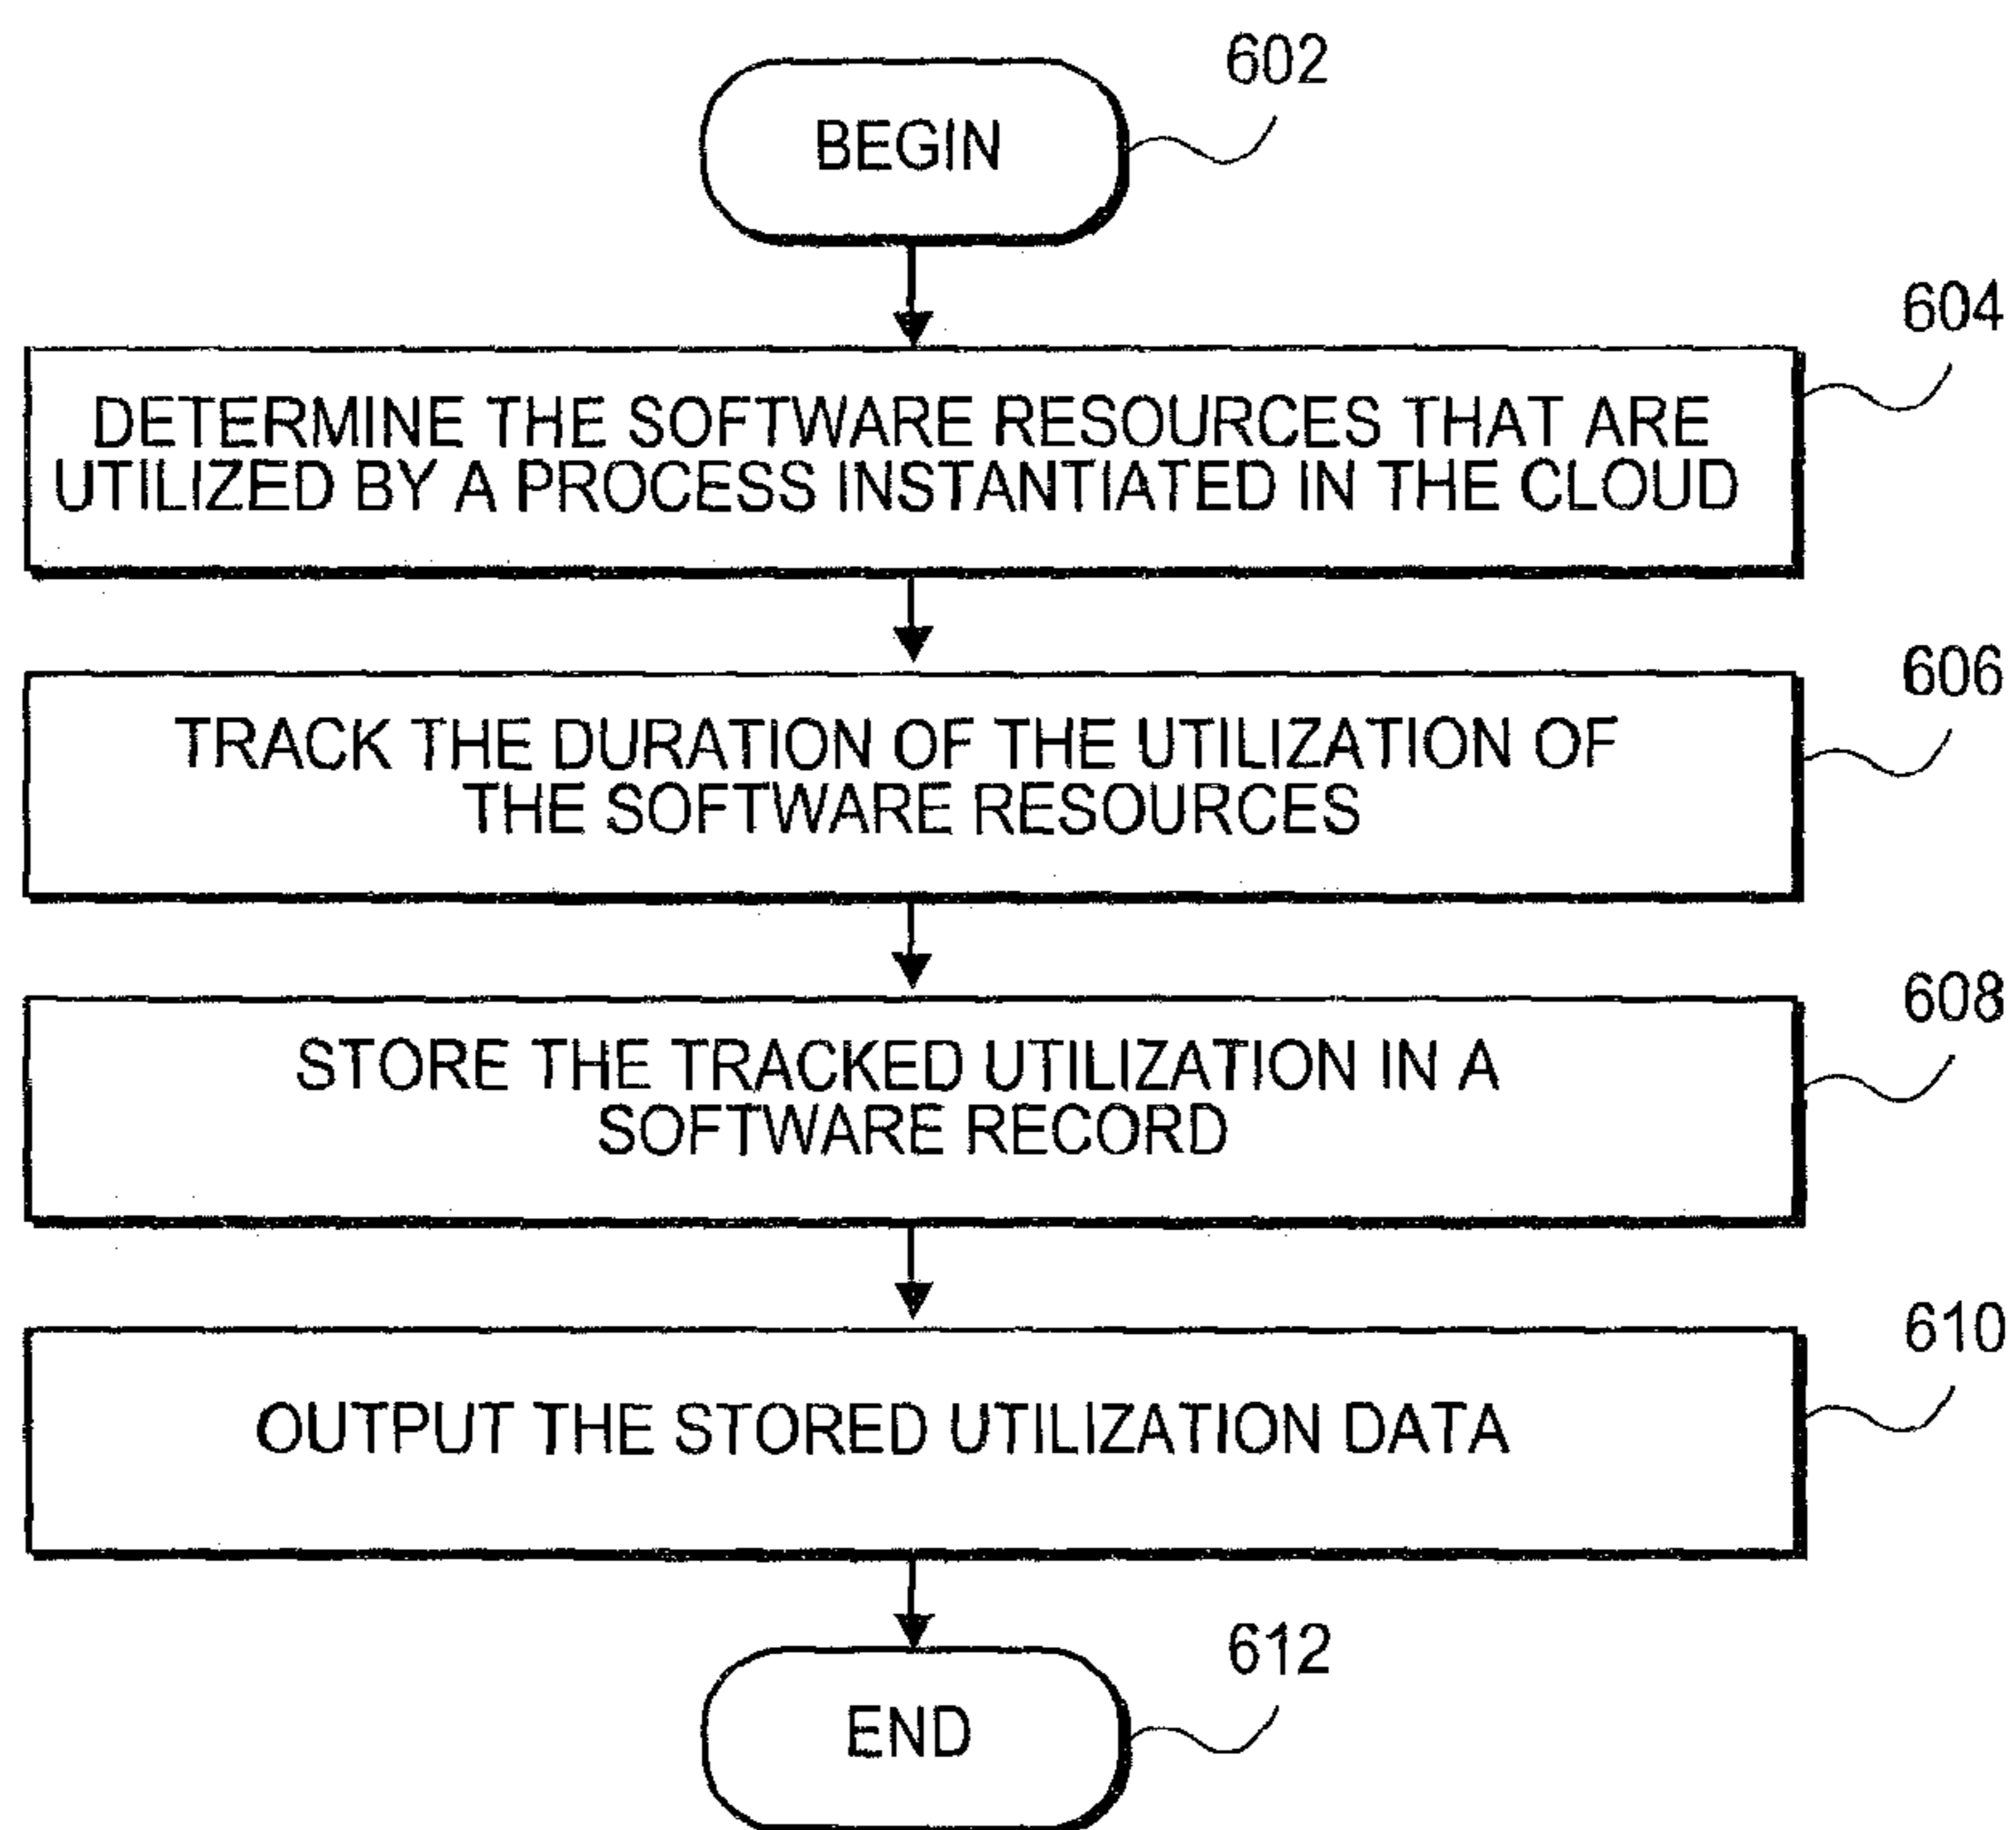 602
BEGIN
604
DETERMINE THE SOFTWARE RESOURCES THAT ARE
UTILIZED BY A PROCESS INSTANTIATED IN THE CLOUD
606
TRACK THE DURATION OF THE UTILIZATION OF
THE SOFTWARE RESOURCES
608
STORE THE TRACKED UTILIZATION IN A
SOFTWARE RECORD
610
OUTPUT THE STORED UTILIZATION DATA
612
END